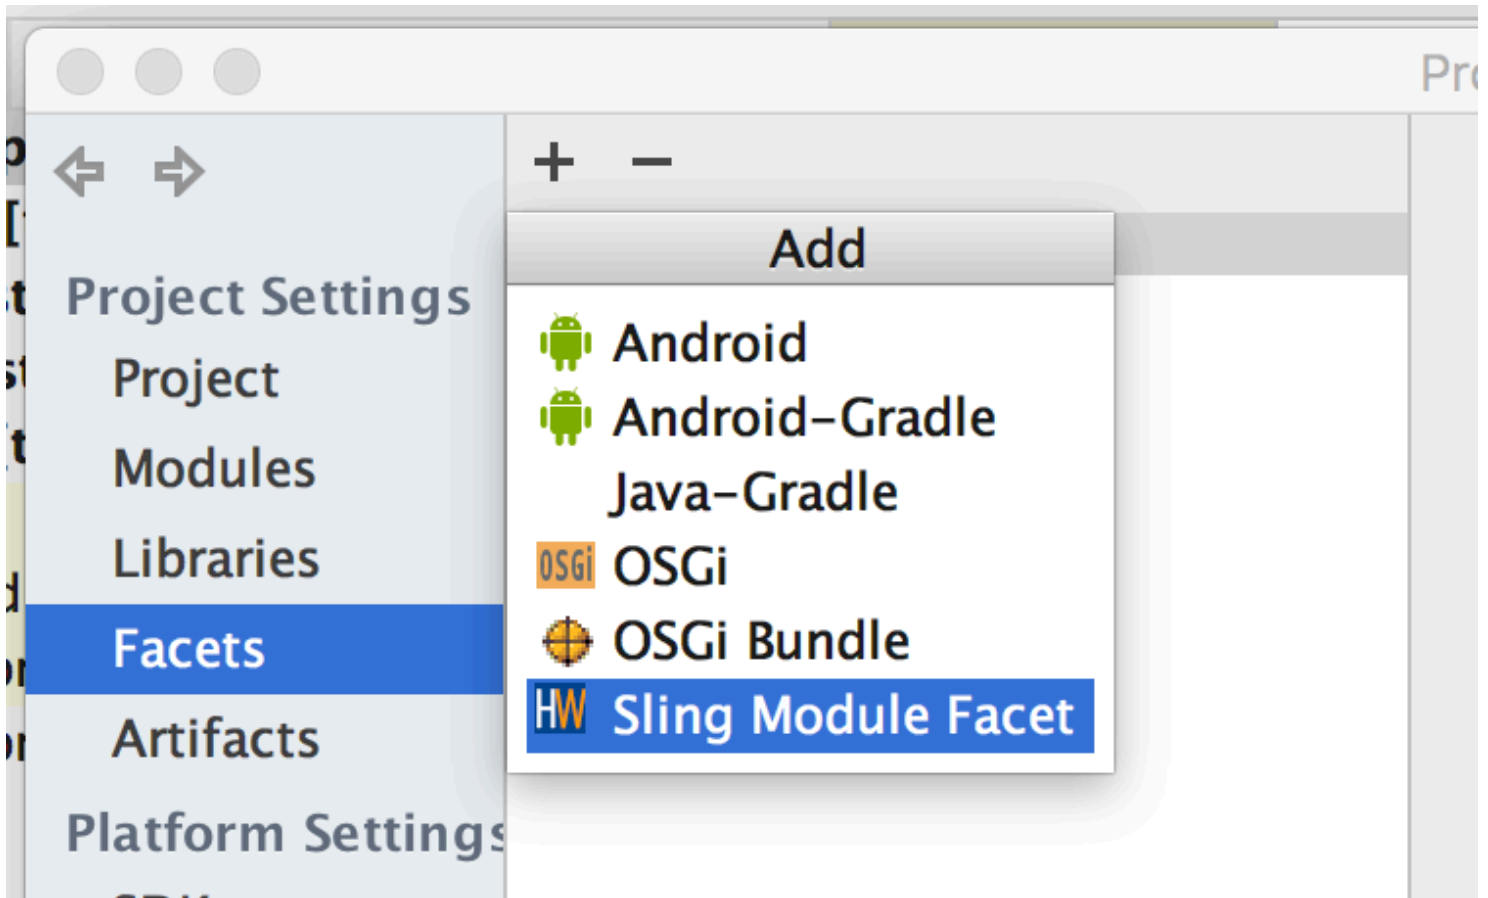 Project Settings
Project
Modules
Libraries
Facets
Artifacts
Platform Settings
Add
Android
Android-Gradle
Java-Gradle
OSGi OSGi
OSGi Bundle
HW Sling Module Facet